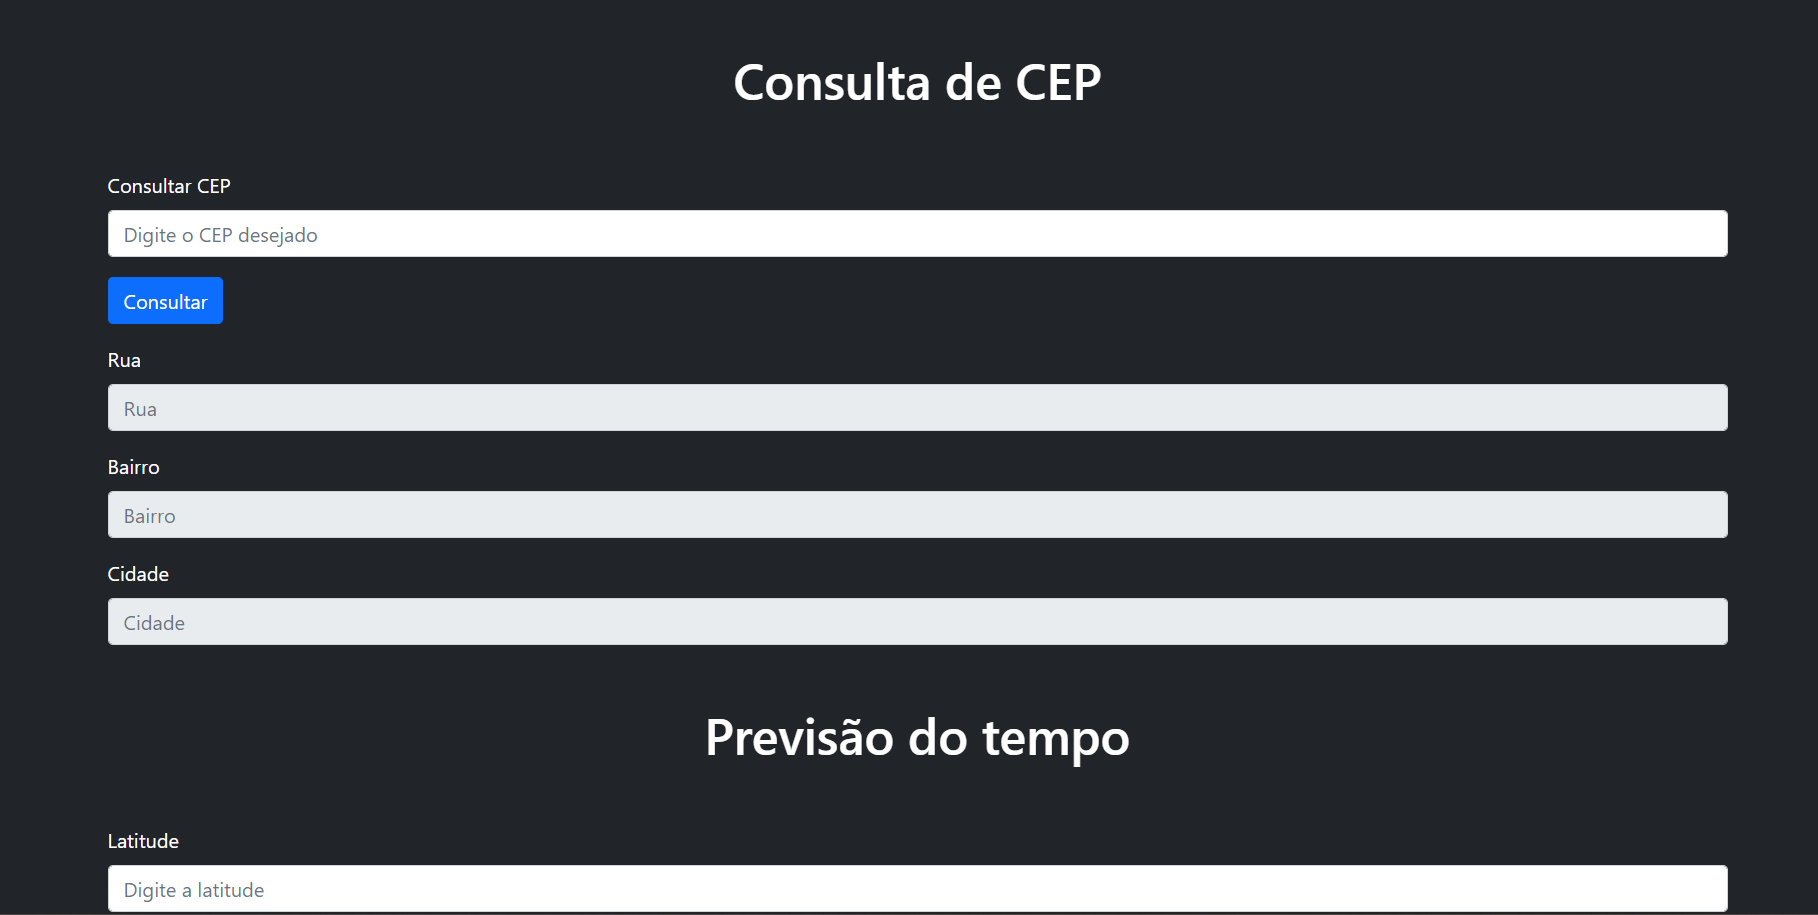 Consulta de CEP
Consultar CEP
Digite o CEP desejado
Consultar
Rua
Rua
Bairro
Bairro
Cidade
Cidade
Previsão do tempo
Latitude
Digite a latitude